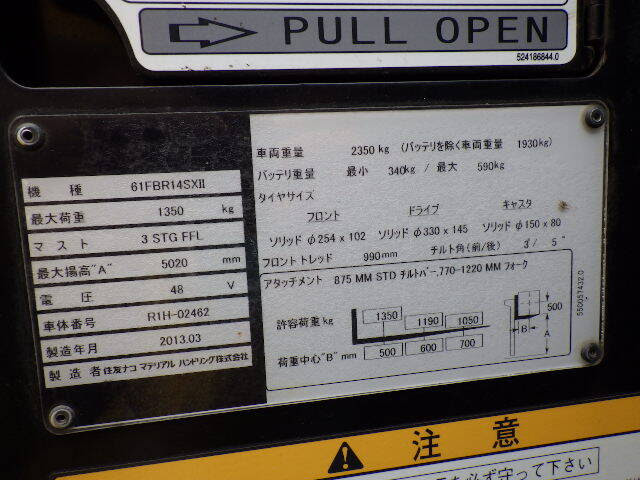 PULL OPEN
524186844.0
機 種 61FBR14SXII
最大荷重 1350 kg
マスト 3 STG FFL
最大揚高"A" 5020 mm
電 圧 48 V
車体番号 R1H-02462
製造年月 2013.03
製 造 者 住友ナコ マテリアル ハンドリング株式会社
車両重量 2350 kg (バッテリを除く車両重量 1930kg)
バッテリ重量 最小 340kg / 最大 590kg
タイヤサイズ
フロント ドライブ キャスタ
ソリッド φ254 x 102 ソリッド φ330 x 145 ソリッド φ150 x 80
フロント トレッド 990mm チルト角(前/後) 3゜/ 5゜
アタッチメント 875 MM STD チルトバー,770-1220 MM フォーク
許容荷重 kg 1350 1190 1050
荷重中心"B" mm 500 600 700
500
B A
550057432.0
注 意
必ず守って下さい